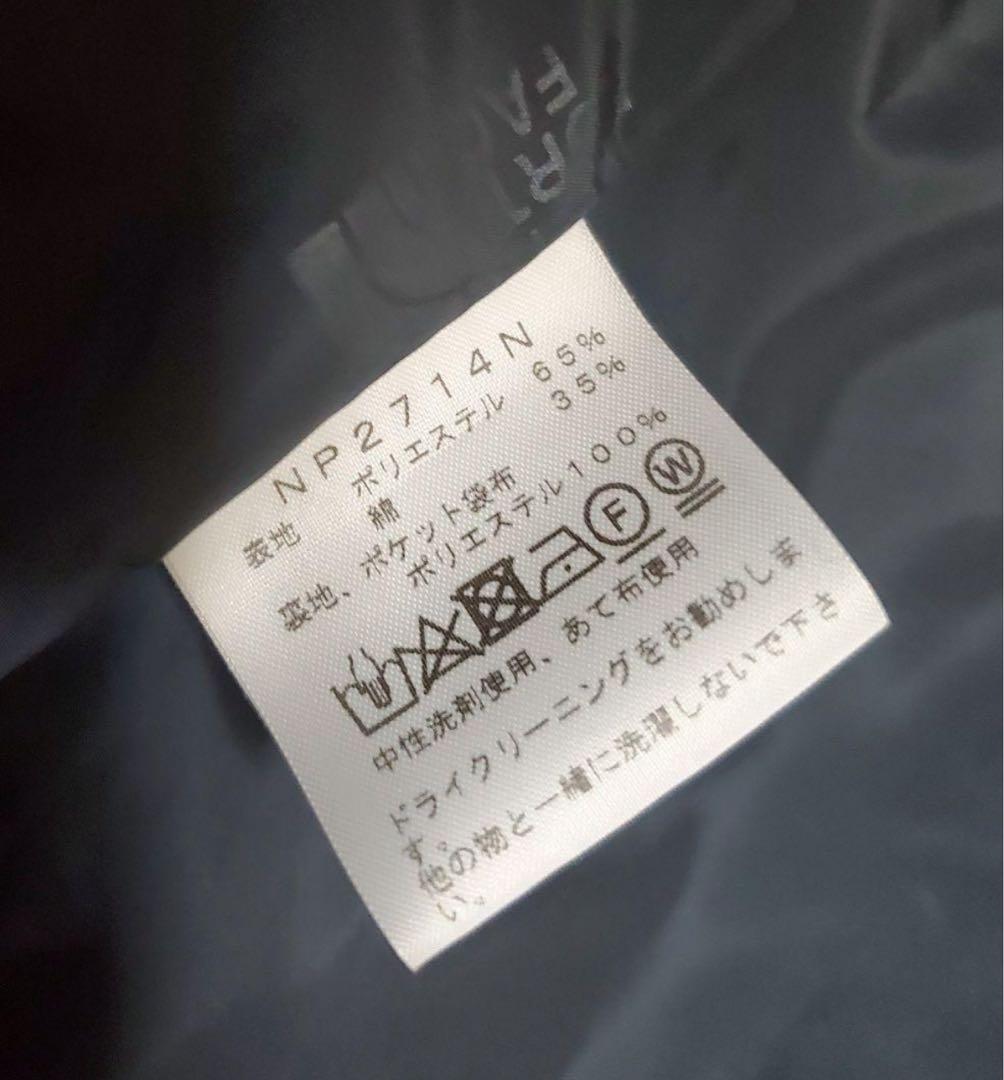 NP2714N
表地 ポリエステル 65%
綿 35%
裏地、ポケット袋布
ポリエステル100%
F
W
中性洗剤使用、あて布使用
ドライクリーニングをお勧めしま
す。
他の物と一緒に洗濯しないで下さ
い。